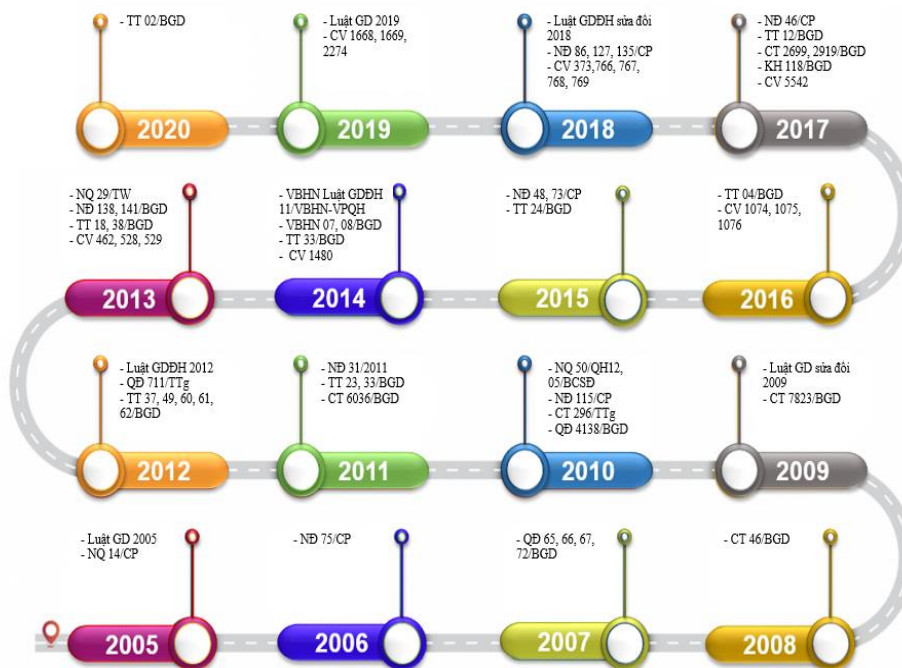 - TT 02/BGD
2020
- Luật GD 2019
- CV 1668, 1669,
2274
2019
- Luật GDĐH sửa đổi
2018
- NĐ 86, 127, 135/CP
- CV 373,766, 767,
768, 769
2018
- NĐ 46/CP
- TT 12/BGD
- CT 2699, 2919/BGD
- KH 118/BGD
- CV 5542
2017
- NQ 29/TW
- NĐ 138, 141/BGD
- TT 18, 38/BGD
- CV 462, 528, 529
2013
- VBHN Luật GDĐH
11/VBHN-VPQH
- VBHN 07, 08/BGD
- TT 33/BGD
- CV 1480
2014
- NĐ 48, 73/CP
- TT 24/BGD
2015
- TT 04/BGD
- CV 1074, 1075,
1076
2016
- Luật GDĐH 2012
- QĐ 711/TTg
- TT 37, 49, 60, 61,
62/BGD
2012
- NĐ 31/2011
- TT 23, 33/BGD
- CT 6036/BGD
2011
- NQ 50/QH12,
05/BCSĐ
- NĐ 115/CP
- CT 296/TTg
- QĐ 4138/BGD
2010
- Luật GD sửa đổi
2009
- CT 7823/BGD
2009
- Luật GD 2005
- NQ 14/CP
2005
- NĐ 75/CP
2006
- QĐ 65, 66, 67,
72/BGD
2007
- CT 46/BGD
2008